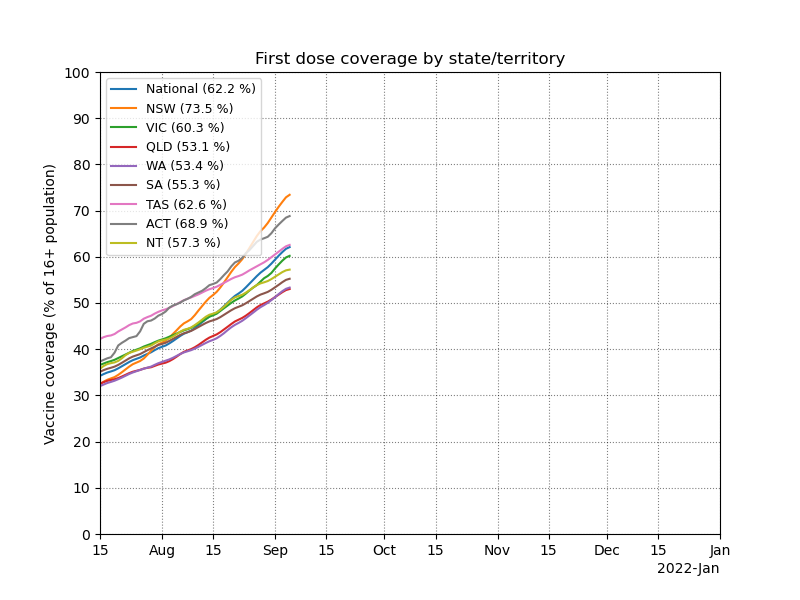 First dose coverage by state/territory
Vaccine coverage (% of 16+ population)
100
90
80
70
60
50
40
30
20
10
0
National (62.2 %)
NSW (73.5 %)
VIC (60.3 %)
QLD (53.1 %)
WA (53.4 %)
SA (55.3 %)
TAS (62.6 %)
ACT (68.9 %)
NT (57.3 %)
15 Aug 15 Sep 15 Oct 15 Nov 15 Dec 15 Jan
2022-Jan